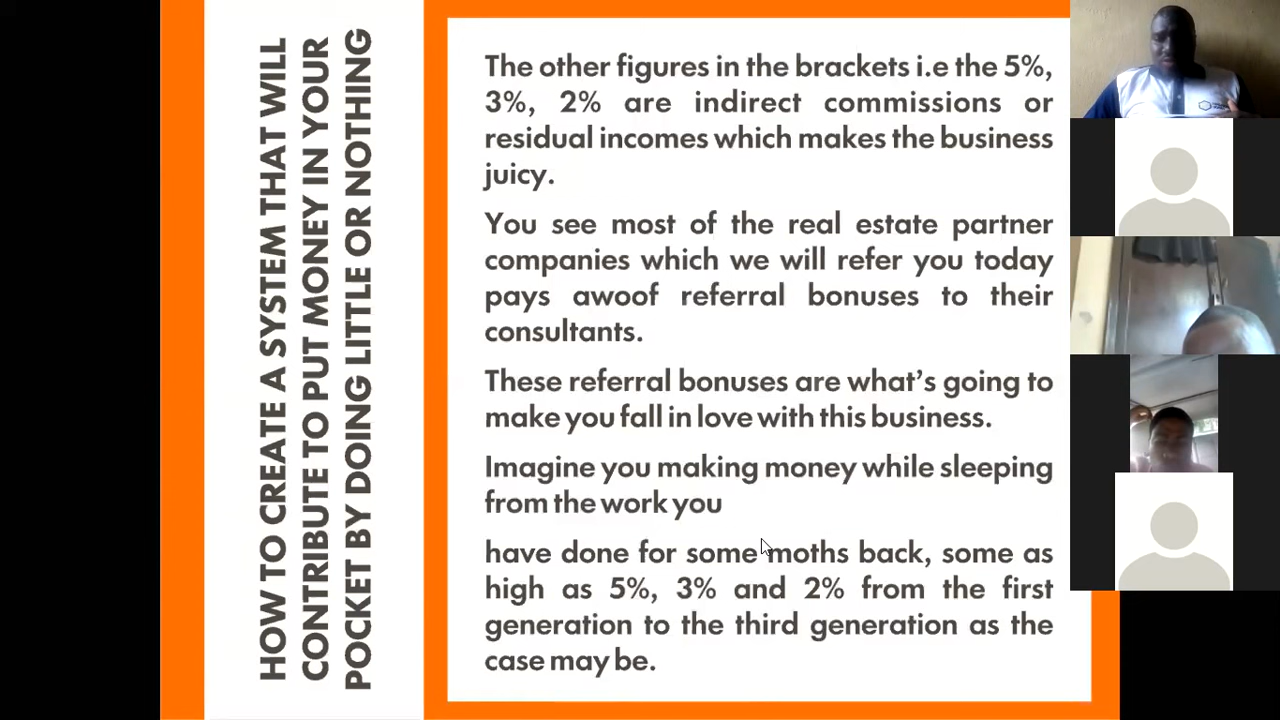 HOW TO CREATE A SYSTEM THAT WILL
CONTRIBUTE TO PUT MONEY IN YOUR
POCKET BY DOING LITTLE OR NOTHING
The other figures in the brackets i.e the 5%,
3%, 2% are indirect commissions or
residual incomes which makes the business
juicy.
You see most of the real estate partner
companies which we will refer you today
pays awoof referral bonuses to their
consultants.
These referral bonuses are what's going to
make you fall in love with this business.
Imagine you making money while sleeping
from the work you
have done for some moths back, some as
high as 5%, 3% and 2% from the first
generation to the third generation as the
case may be.